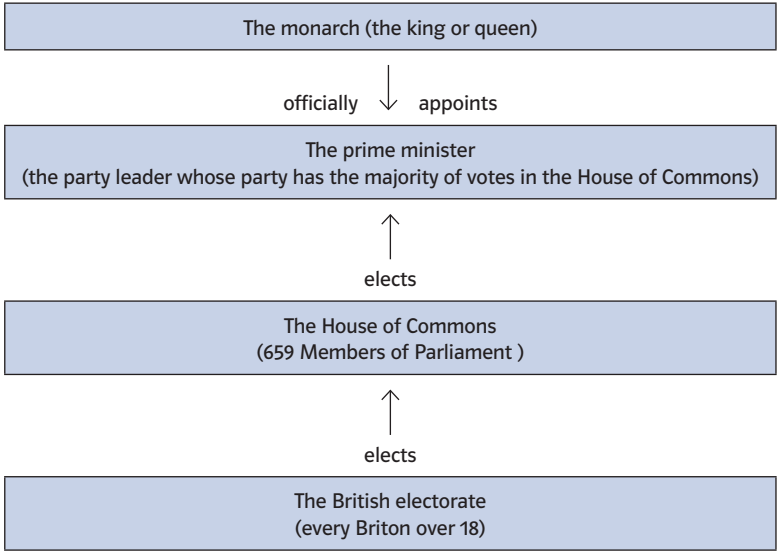 The monarch (the king or queen)
officially appoints
The prime minister
(the party leader whose party has the majority of votes in the House of Commons)
elects
The House of Commons
(659 Members of Parliament )
elects
The British electorate
(every Briton over 18)